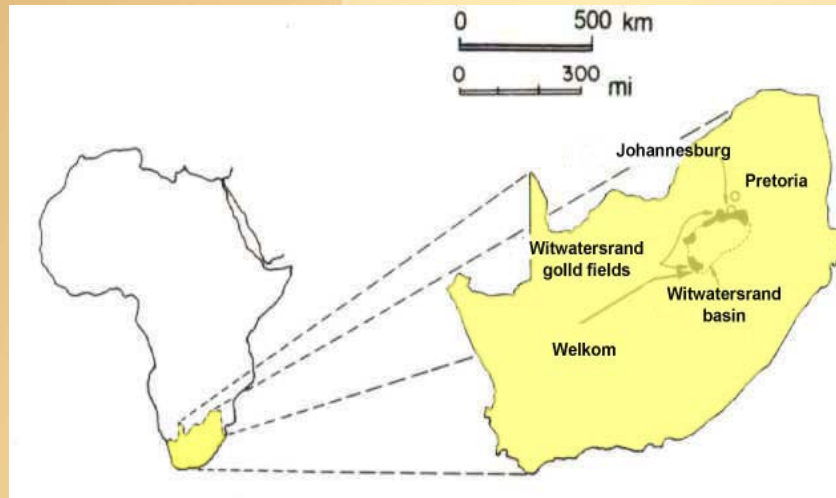 0 500 km
0 300 mi
Johannesburg
Pretoria
Witwatersrand
golld fields
Witwatersrand
basin
Welkom